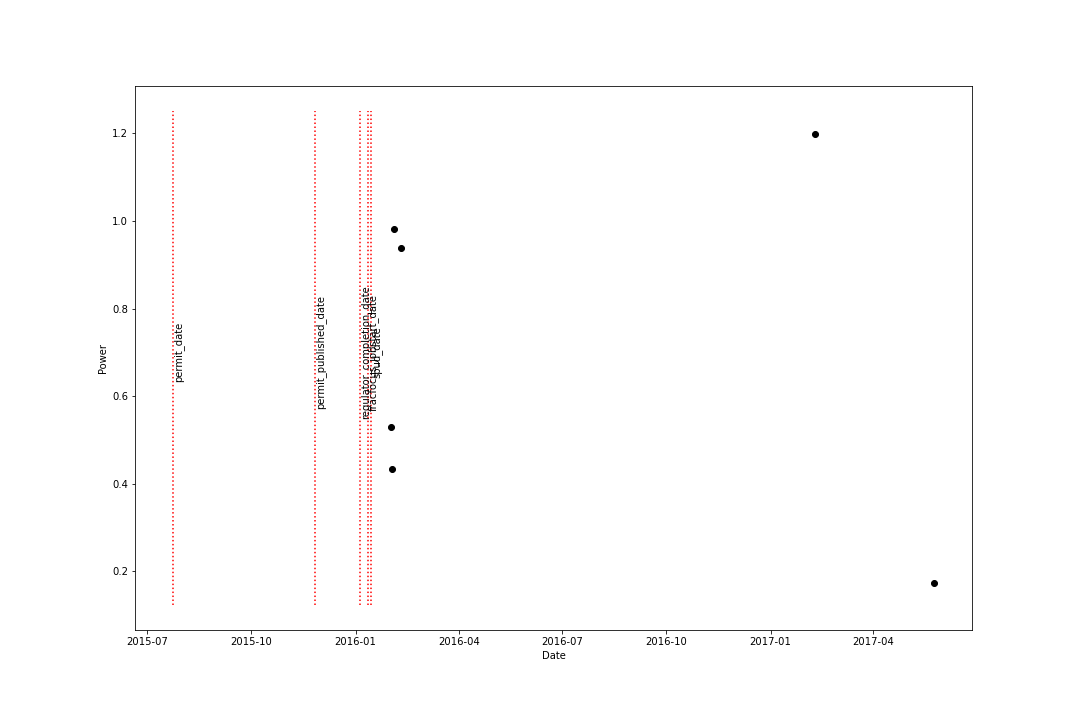 1.2
1.0
0.8
0.6
0.4
0.2
Power
permit_date
permit_published_date
regulator_completion_date
spud_date
2015-07
2015-10
2016-01
2016-04
2016-07
2016-10
2017-01
2017-04
Date